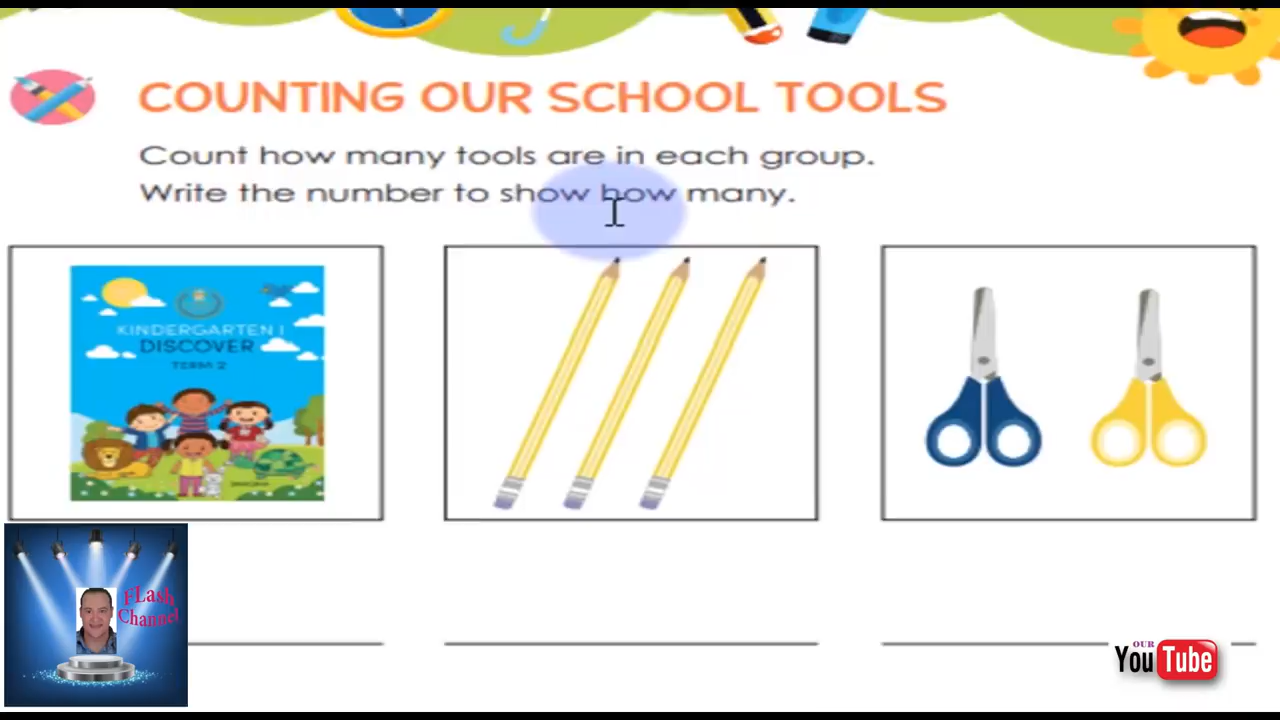 COUNTING OUR SCHOOL TOOLS
Count how many tools are in each group.
Write the number to show how many.
KINDERGARTEN I
DISCOVER
TERM 2
FLash
Channel
OUR
YouTube